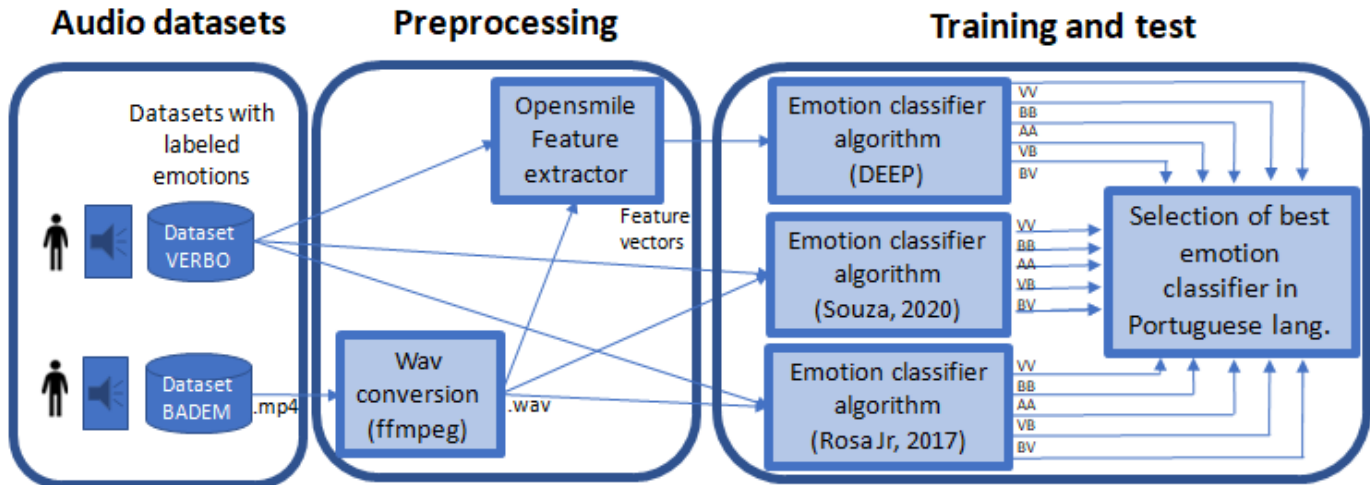 Audio datasets
Preprocessing
Training and test
Datasets with
labeled
emotions
Dataset
VERBO
Dataset
BADEM
.mp4
Opensmile
Feature
extractor
Feature
vectors
Wav
conversion
(ffmpeg)
.wav
Emotion classifier
algorithm
(DEEP)
VV
BB
AA
VB
BV
Emotion classifier
algorithm
(Souza, 2020)
VV
BB
AA
VB
BV
Emotion classifier
algorithm
(Rosa Jr, 2017)
VV
BB
AA
VB
BV
Selection of best
emotion
classifier in
Portuguese lang.